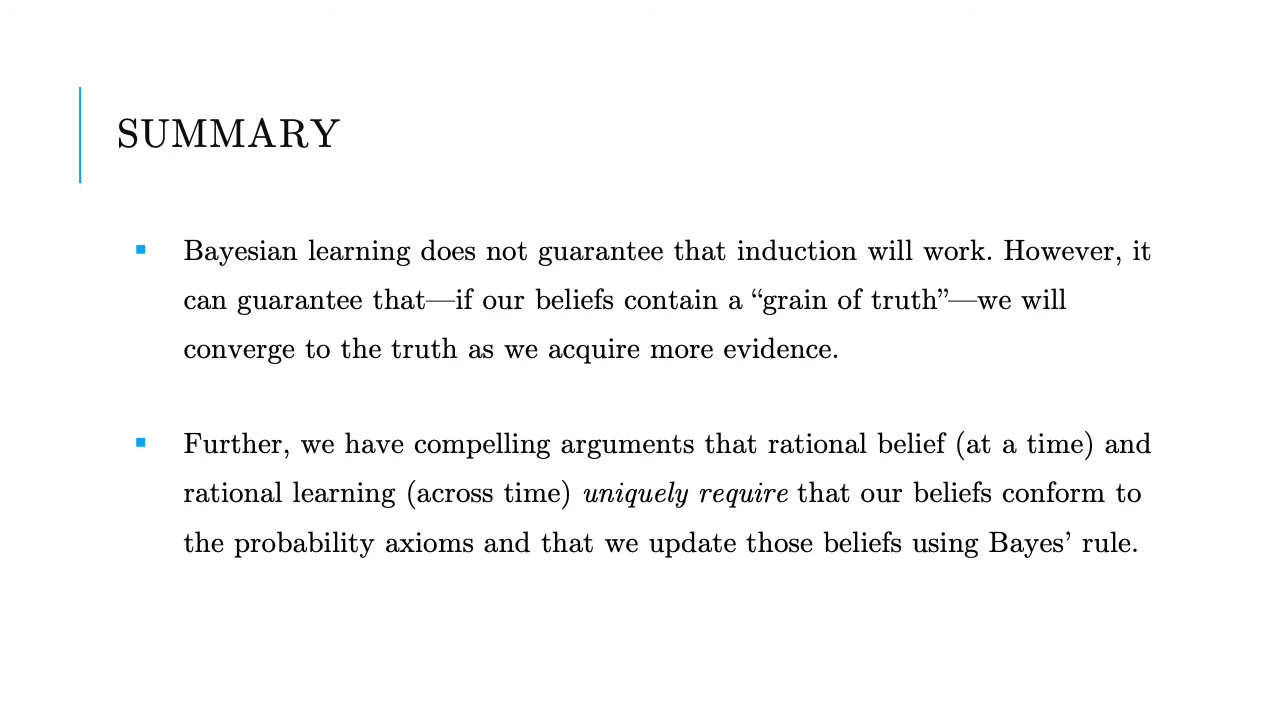 SUMMARY
Bayesian learning does not guarantee that induction will work. However, it
can guarantee that—if our beliefs contain a “grain of truth”—we will
converge to the truth as we acquire more evidence.
Further, we have compelling arguments that rational belief (at a time) and
rational learning (across time) uniquely require that our beliefs conform to
the probability axioms and that we update those beliefs using Bayes’ rule.